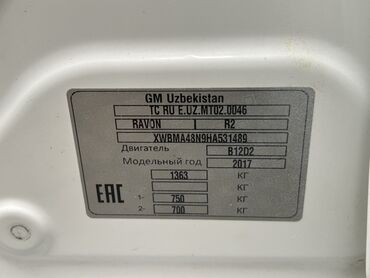 GM Uzbekistan
TC RU E.UZ.MT02.0046
RAVON R2
XWBMA48N9HA531489
Двигатель B12D2
Модельный год 2017
1363 КГ
КГ
1- 750 КГ
2- 700 КГ
EAC